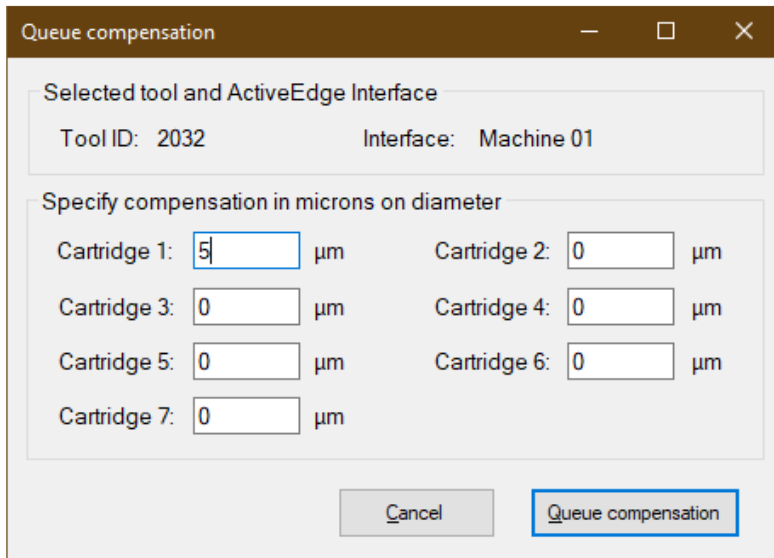 Queue compensation
Selected tool and ActiveEdge Interface
Tool ID: 2032 Interface: Machine 01
Specify compensation in microns on diameter
Cartridge 1: 5 µm Cartridge 2: 0 µm
Cartridge 3: 0 µm Cartridge 4: 0 µm
Cartridge 5: 0 µm Cartridge 6: 0 µm
Cartridge 7: 0 µm
Cancel Queue compensation